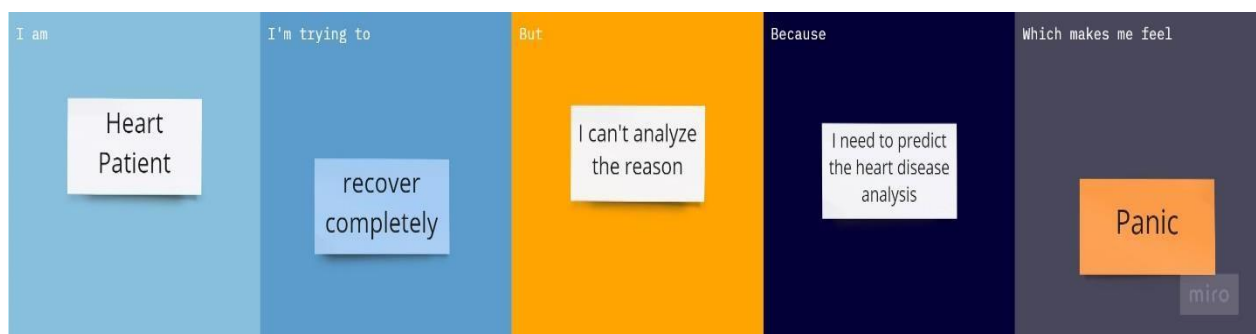 I am
Heart
Patient
I'm trying to
recover
completely
But
I can't analyze
the reason
Because
I need to predict
the heart disease
analysis
Which makes me feel
Panic
miro